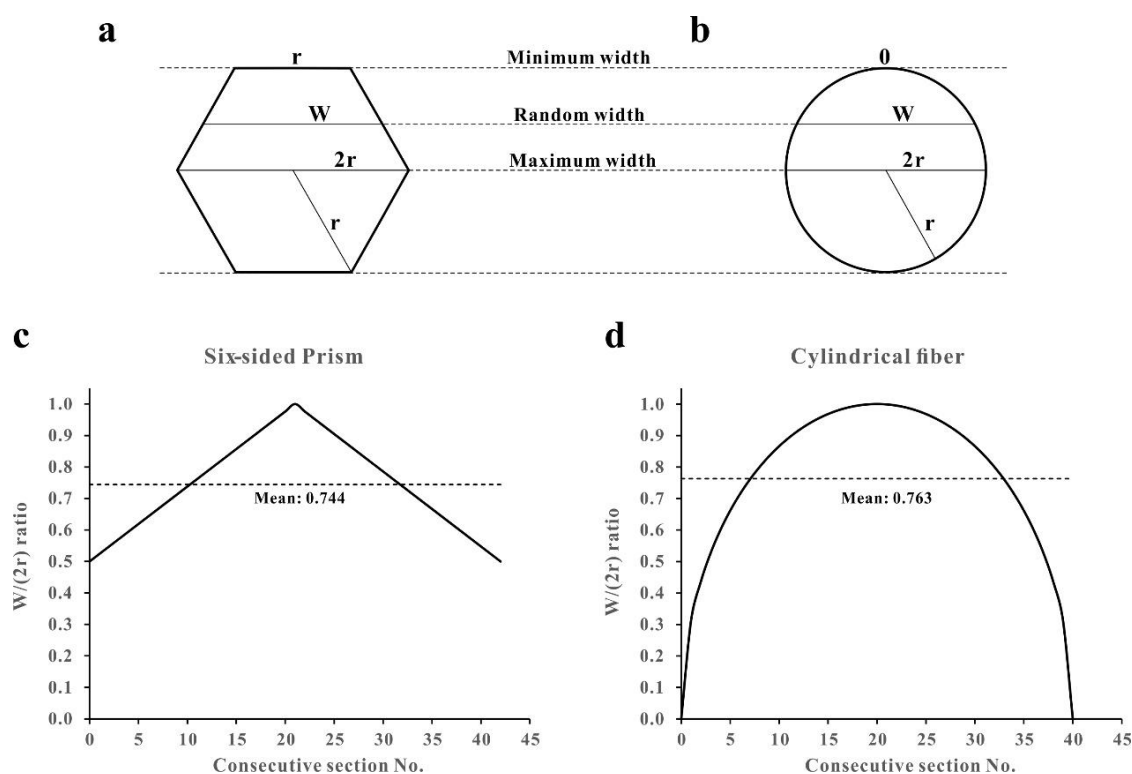 a
b
r
Minimum width
0
W
Random width
W
2r
Maximum width
2r
r
r
c
d
Six-sided Prism
Cylindrical fiber
W/(2r) ratio
1.0
0.9
0.8
0.7
0.6
0.5
0.4
0.3
0.2
0.1
0.0
Mean: 0.744
0 5 10 15 20 25 30 35 40 45
Consecutive section No.
W/(2r) ratio
1.0
0.9
0.8
0.7
0.6
0.5
0.4
0.3
0.2
0.1
0.0
Mean: 0.763
0 5 10 15 20 25 30 35 40 45
Consecutive section No.